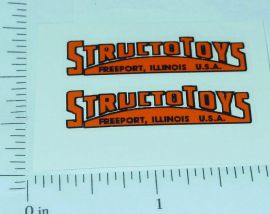 STRUCTO TOYS
FREEPORT, ILLINOIS U.S.A.
STRUCTO TOYS
FREEPORT, ILLINOIS U.S.A.
0 in 1